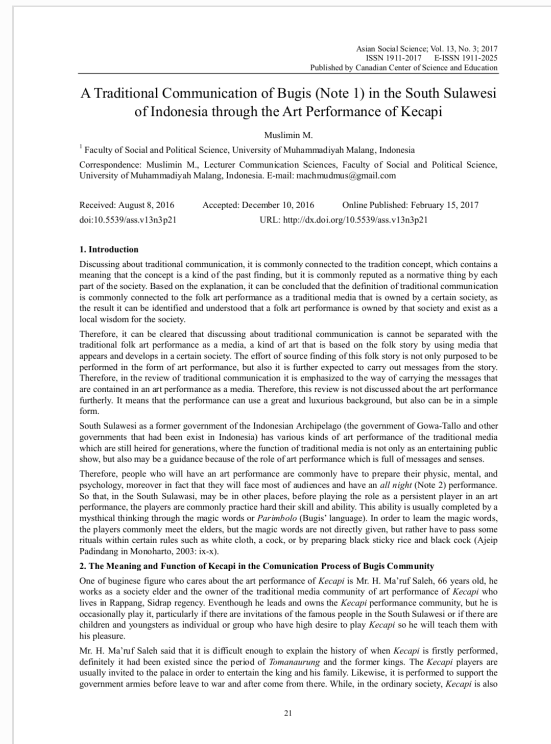 Asian Social Science; Vol. 13, No. 3; 2017
ISSN 1911-2017 E-ISSN 1911-2025
Published by Canadian Center of Science and Education
A Traditional Communication of Bugis (Note 1) in the South Sulawesi
of Indonesia through the Art Performance of Kecapi
Muslimin M.
1 Faculty of Social and Political Science, University of Muhammadiyah Malang, Indonesia
Correspondence: Muslimin M., Lecturer Communication Sciences, Faculty of Social and Political Science,
University of Muhammadiyah Malang, Indonesia. E-mail: machmudmus@gmail.com
Received: August 8, 2016 Accepted: December 10, 2016 Online Published: February 15, 2017
doi:10.5539/ass.v13n3p21 URL: http://dx.doi.org/10.5539/ass.v13n3p21
1. Introduction
Discussing about traditional communication, it is commonly connected to the tradition concept, which contains a
meaning that the concept is a kind of the past finding, but it is commonly reputed as a normative thing by each
part of the society. Based on the explanation, it can be concluded that the definition of traditional communication
is commonly connected to the folk art performance as a traditional media that is owned by a certain society, as
the result it can be identified and understood that a folk art performance is owned by that society and exist as a
local wisdom for the society.
Therefore, it can be cleared that discussing about traditional communication is cannot be separated with the
traditional folk art performance as a media, a kind of art that is based on the folk story by using media that
appears and develops in a certain society. The effort of source finding of this folk story is not only purposed to be
performed in the form of art performance, but also it is further expected to carry out messages from the story.
Therefore, in the review of traditional communication it is emphasized to the way of carrying the messages that
are contained in an art performance as a media. Therefore, this review is not discussed about the art performance
furtherly. It means that the performance can use a great and luxurious background, but also can be in a simple
form.
South Sulawesi as a former government of the Indonesian Archipelago (the government of Gowa-Tallo and other
governments that had been exist in Indonesia) has various kinds of art performance of the traditional media
which are still heired for generations, where the function of traditional media is not only as an entertaining public
show, but also may be a guidance because of the role of art performance which is full of messages and senses.
Therefore, people who will have an art performance are commonly have to prepare their physic, mental, and
psychology, moreover in fact that they will face most of audiences and have an all night (Note 2) performance.
So that, in the South Sulawasi, may be in other places, before playing the role as a persistent player in an art
performance, the players are commonly practice hard their skill and ability. This ability is usually completed by a
mysthical thinking through the magic words or Parimbolo (Bugis' language). In order to learn the magic words,
the players commonly meet the elders, but the magic words are not directly given, but rather have to pass some
rituals within certain rules such as white cloth, a cock, or by preparing black sticky rice and black cock (Ajeip
Padindang in Monoharto, 2003: ix-x).
2. The Meaning and Function of Kecapi in the Comunication Process of Bugis Community
One of buginese figure who cares about the art performance of Kecapi is Mr. H. Ma'ruf Saleh, 66 years old, he
works as a society elder and the owner of the traditional media community of art performance of Kecapi who
lives in Rappang, Sidrap regency. Eventhough he leads and owns the Kecapi performance community, but he is
occasionally play it, particularly if there are invitations of the famous people in the South Sulawesi or if there are
children and youngsters as individual or group who have high desire to play Kecapi so he will teach them with
his pleasure.
Mr. H. Ma'ruf Saleh said that it is difficult enough to explain the history of when Kecapi is firstly performed,
definitely it had been existed since the period of Tomanaurung and the former kings. The Kecapi players are
usually invited to the palace in order to entertain the king and his family. Likewise, it is performed to support the
government armies before leave to war and after come from there. While, in the ordinary society, Kecapi is also
21